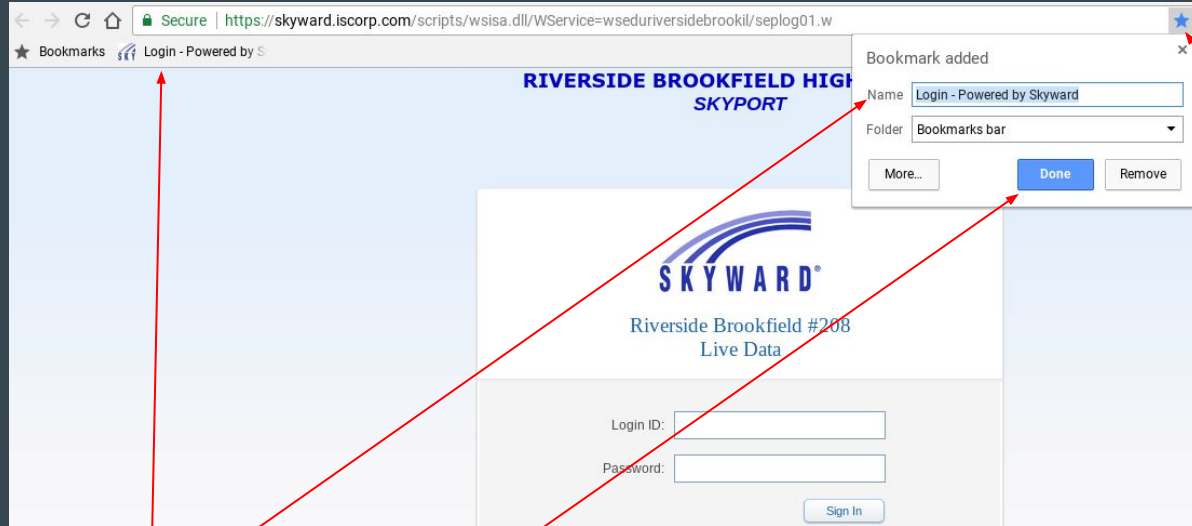 Secure | https://skyward.iscorp.com/scripts/wsisa.dll/WService=wseduriversidebrookil/seplog01.w
Bookmarks SKY Login - Powered by S
Bookmark added
Name Login - Powered by Skyward
Folder Bookmarks bar
More... Done Remove
RIVERSIDE BROOKFIELD HIGH
SKYPORT
SKYWARD®
Riverside Brookfield #208
Live Data
Login ID:
Password:
Sign In